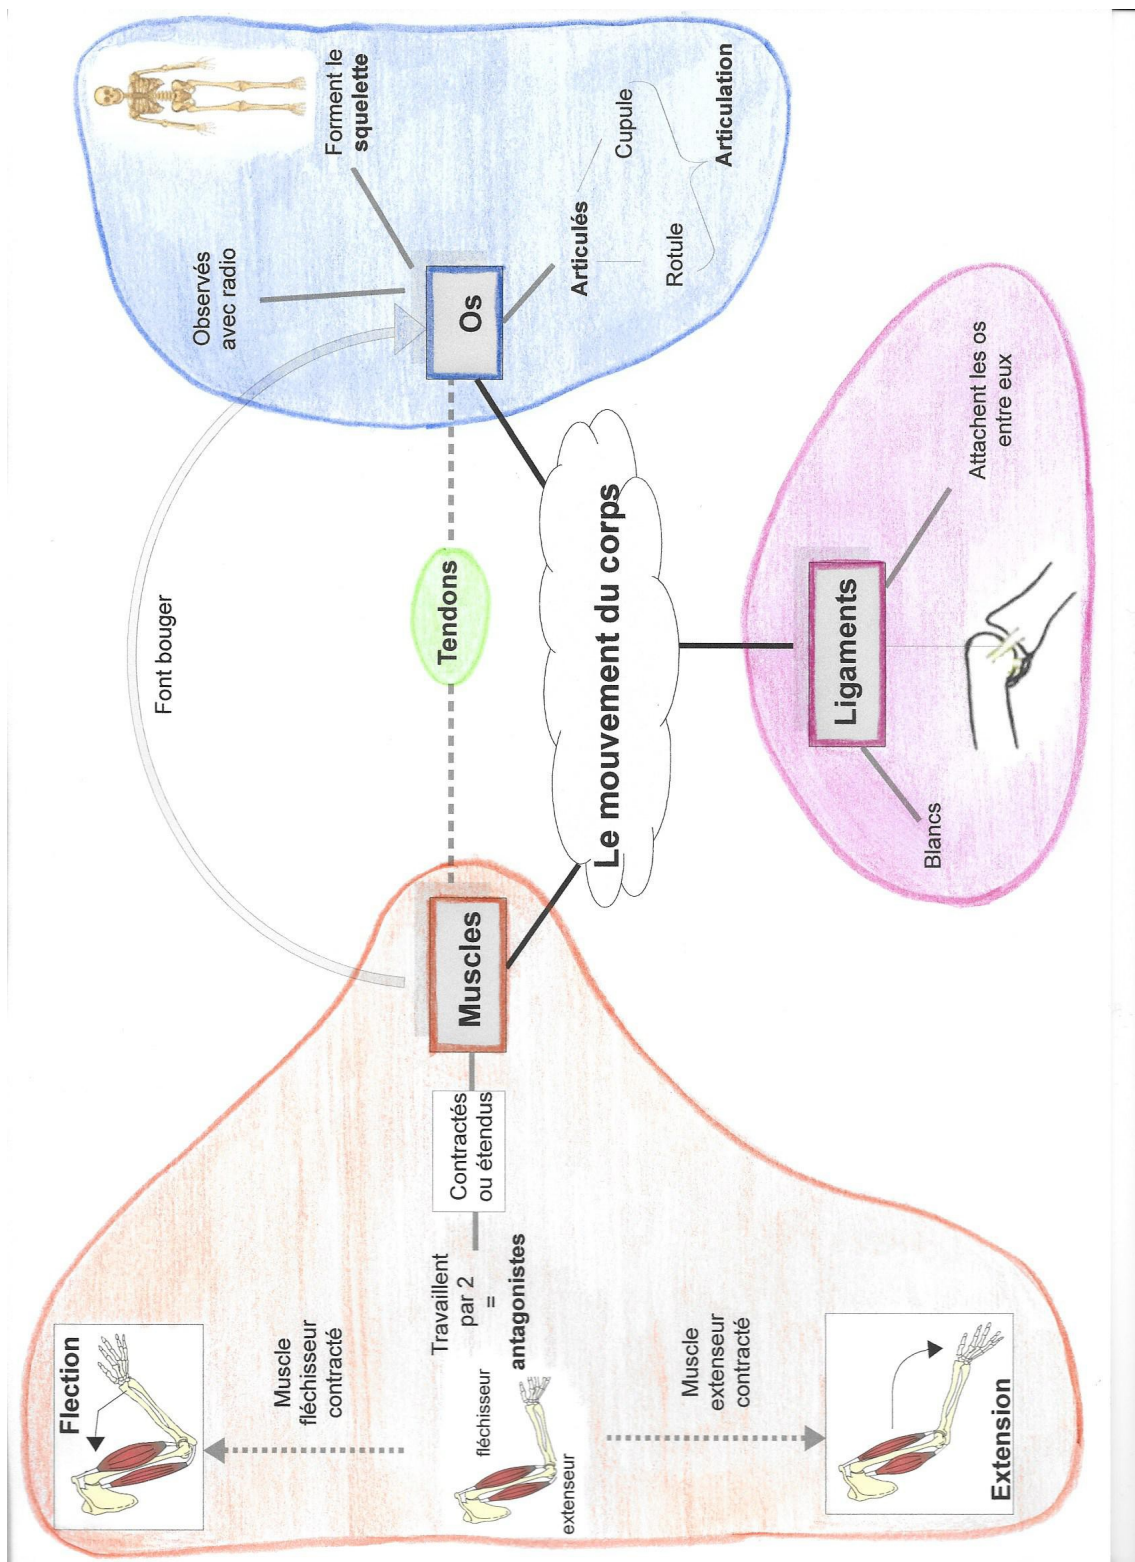 Flection
Muscle
fléchisseur
contracté
fléchisseur
extenseur
Travaillent
par 2
=
antagonistes
Muscle
extenseur
contracté
Extension
Contractés
ou étendus
Muscles
Font bouger
Tendons
Le mouvement du corps
Blancs
Ligaments
Attachent les os
entre eux
Observés
avec radio
Os
Forment le
squelette
Articulés
Rotule
Cupule
Articulation